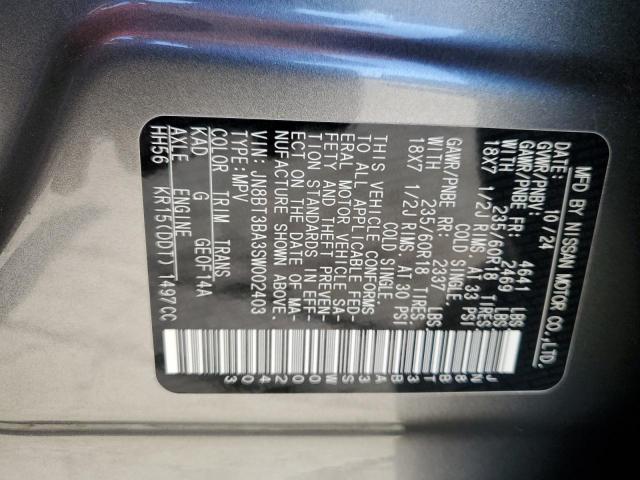 MFD. BY NISSAN MOTOR CO.,LTD.
DATE: 10/24
GVWR/PNBV: 4641 LBS
GAWR/PNBE FR: 2469 LBS
WITH 235/60R18 TIRES
18X7 1/2J RIMS, AT 33 PSI
COLD SINGLE
GAWR/PNBE RR: 2337 LBS
WITH 235/60R18 TIRES
18X7 1/2J RIMS, AT 30 PSI
COLD SINGLE
THIS VEHICLE CONFORMS
TO ALL APPLICABLE FED-
ERAL MOTOR VEHICLE SA-
FETY AND THEFT PREVEN-
TION STANDARDS IN EFF-
ECT ON THE DATE OF MA-
NUFACTURE SHOWN ABOVE.
VIN: JN8BT3BA3SW002403
TYPE: MPV
COLOR TRIM TRANS
KAD G GE0F14A
AXLE ENGINE
HH56 KR15(DDT) 1497CC
JN8BT3BA3SW002403